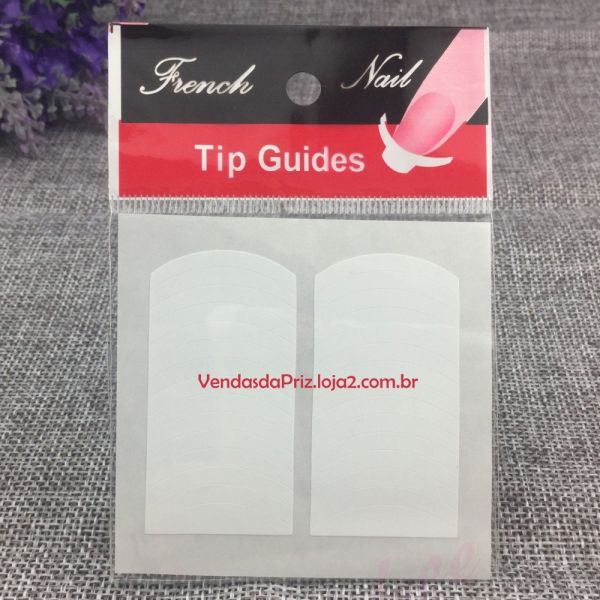 French Nail
Tip Guides
VendasdaPriz.loja2.com.br